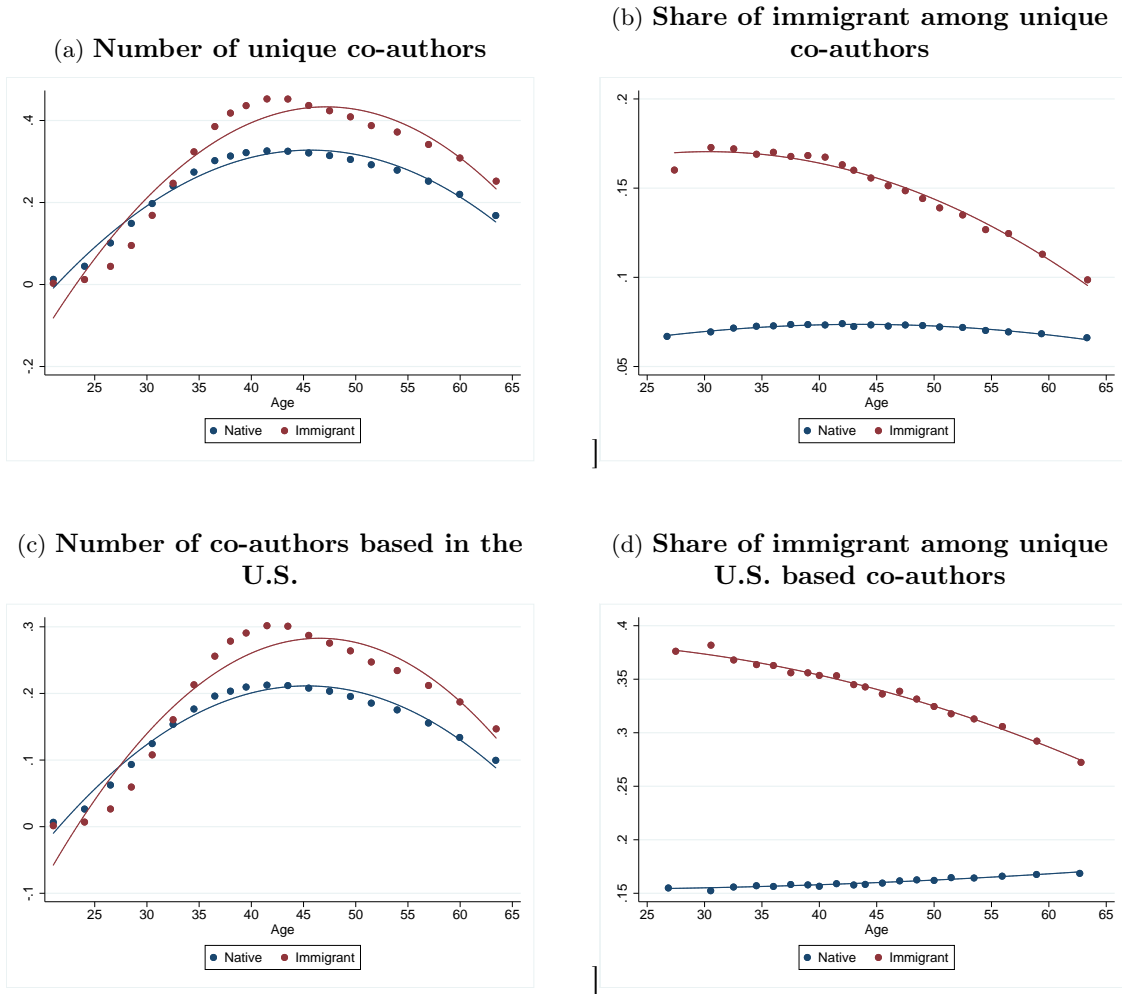 (a) Number of unique co-authors
.4
.2
0
-.2
25 30 35 40 45 50 55 60 65
Age
Native Immigrant
(b) Share of immigrant among unique
co-authors
.2
.15
.1
.05
25 30 35 40 45 50 55 60 65
Age
Native Immigrant
]
(c) Number of co-authors based in the
U.S.
.3
.2
.1
0
-.1
25 30 35 40 45 50 55 60 65
Age
Native Immigrant
(d) Share of immigrant among unique
U.S. based co-authors
.4
.35
.3
.25
.2
.15
25 30 35 40 45 50 55 60 65
Age
Native Immigrant
]